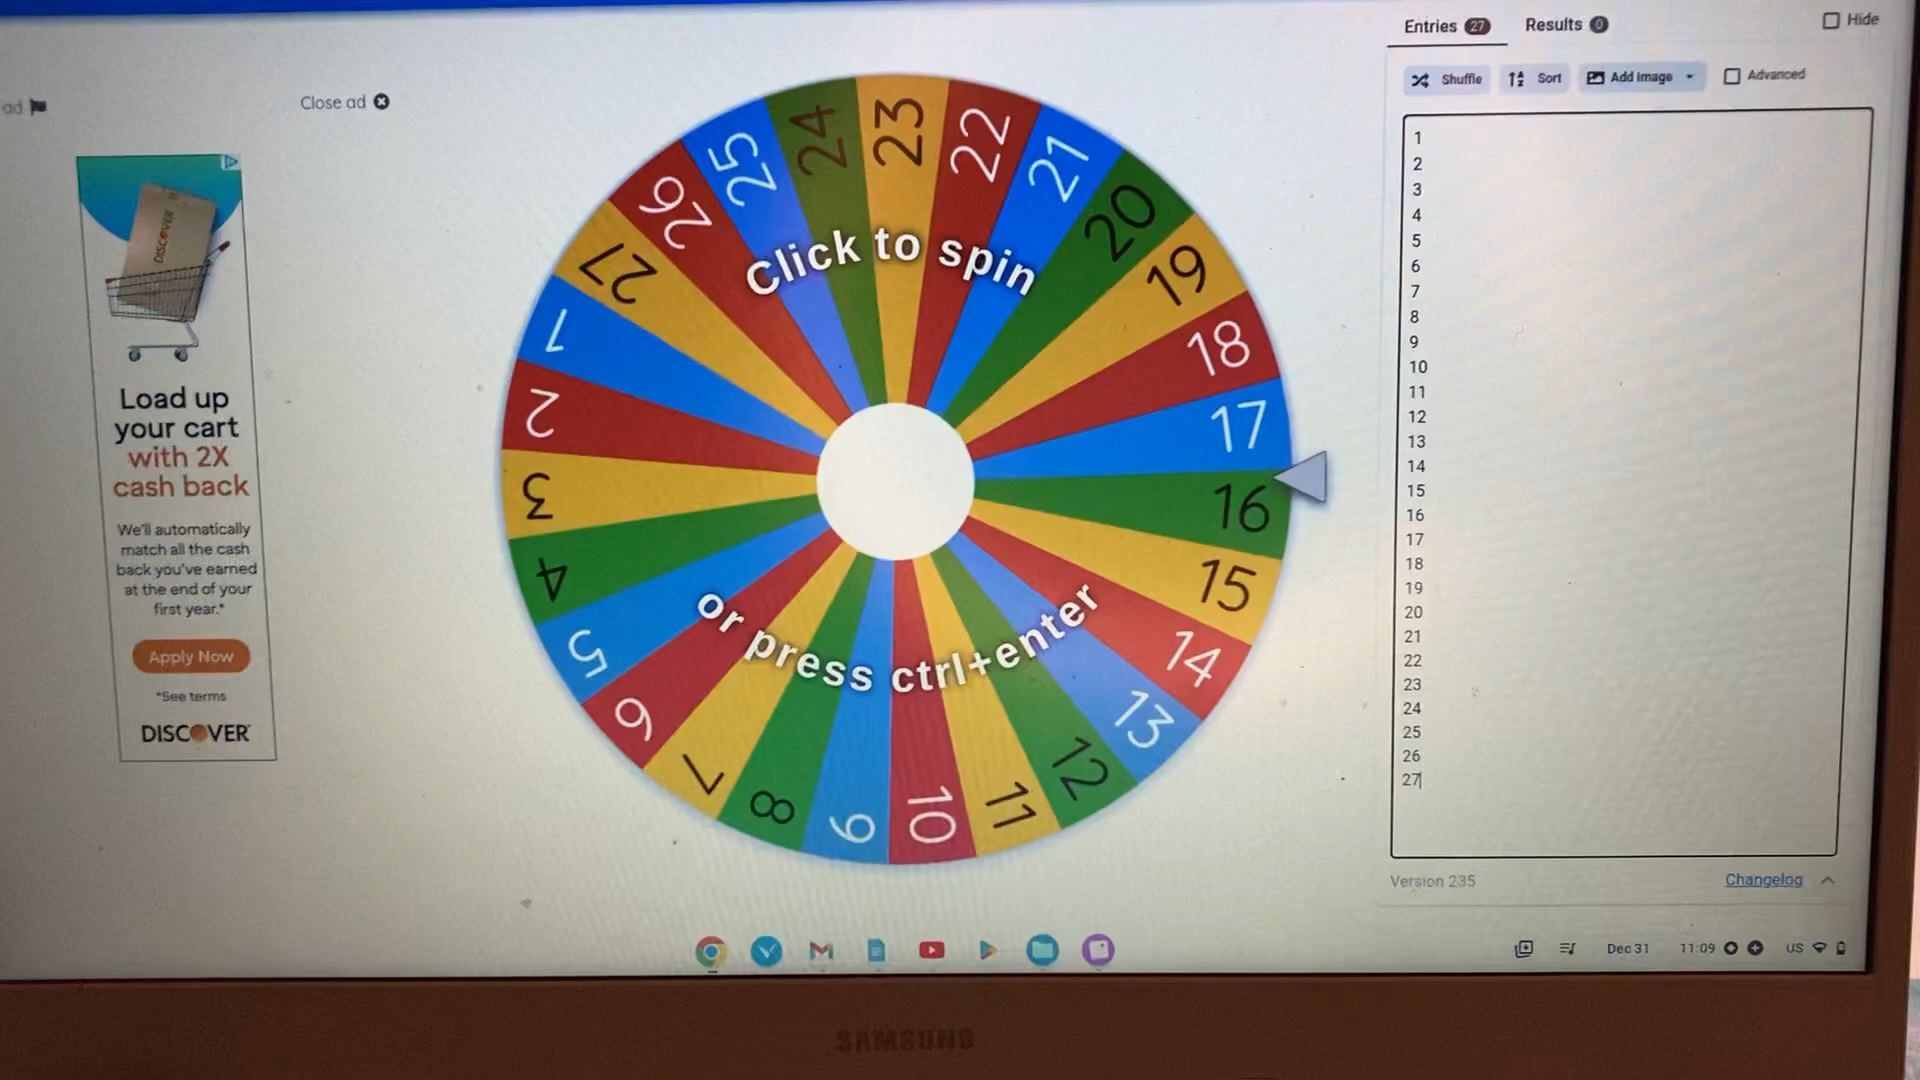 Entries 27
Results 0
Hide
ad
Close ad
Shuffle
Sort
Add image
Advanced
DISCOVER
Load up
your cart
with 2X
cash back
We'll automatically
match all the cash
back you've earned
at the end of your
first year.*
Apply Now
*See terms
DISCOVER
Click to spin
or press ctrl+enter
1
2
3
4
5
6
7
8
9
10
11
12
13
14
15
16
17
18
19
20
21
22
23
24
25
26
27
1
2
3
4
5
6
7
8
9
10
11
12
13
14
15
16
17
18
19
20
21
22
23
24
25
26
27
Version 235
Changelog
Dec 31
11:09
US
SAMSUNG